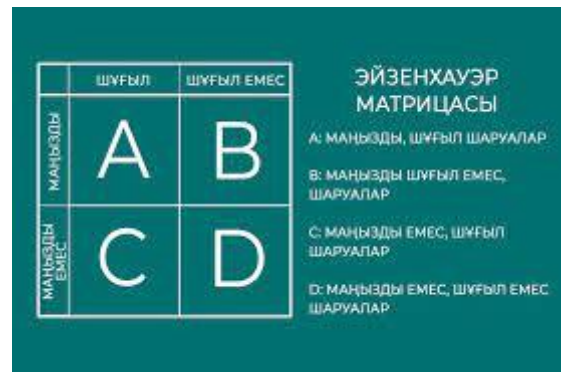 ШҰҒЫЛ
ШҰҒЫЛ ЕМЕС
МАҢЫЗДЫ
A
B
МАҢЫЗДЫ
ЕМЕС
C
D
ЭЙЗЕНХАУЭР
МАТРИЦАСЫ
A: МАҢЫЗДЫ, ШҰҒЫЛ ШАРУАЛАР
B: МАҢЫЗДЫ ШҰҒЫЛ ЕМЕС,
ШАРУАЛАР
C: МАҢЫЗДЫ ЕМЕС, ШҰҒЫЛ
ШАРУАЛАР
D: МАҢЫЗДЫ ЕМЕС, ШҰҒЫЛ ЕМЕС
ШАРУАЛАР